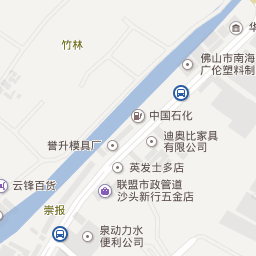 竹林
华
佛山市南海
广伦塑料制
中国石化
迪奥比家具
有限公司
誉升模具厂
英发士多店
云锋百货
联盟市政管道
沙头新行五金店
崇报
泉动力水
便利公司